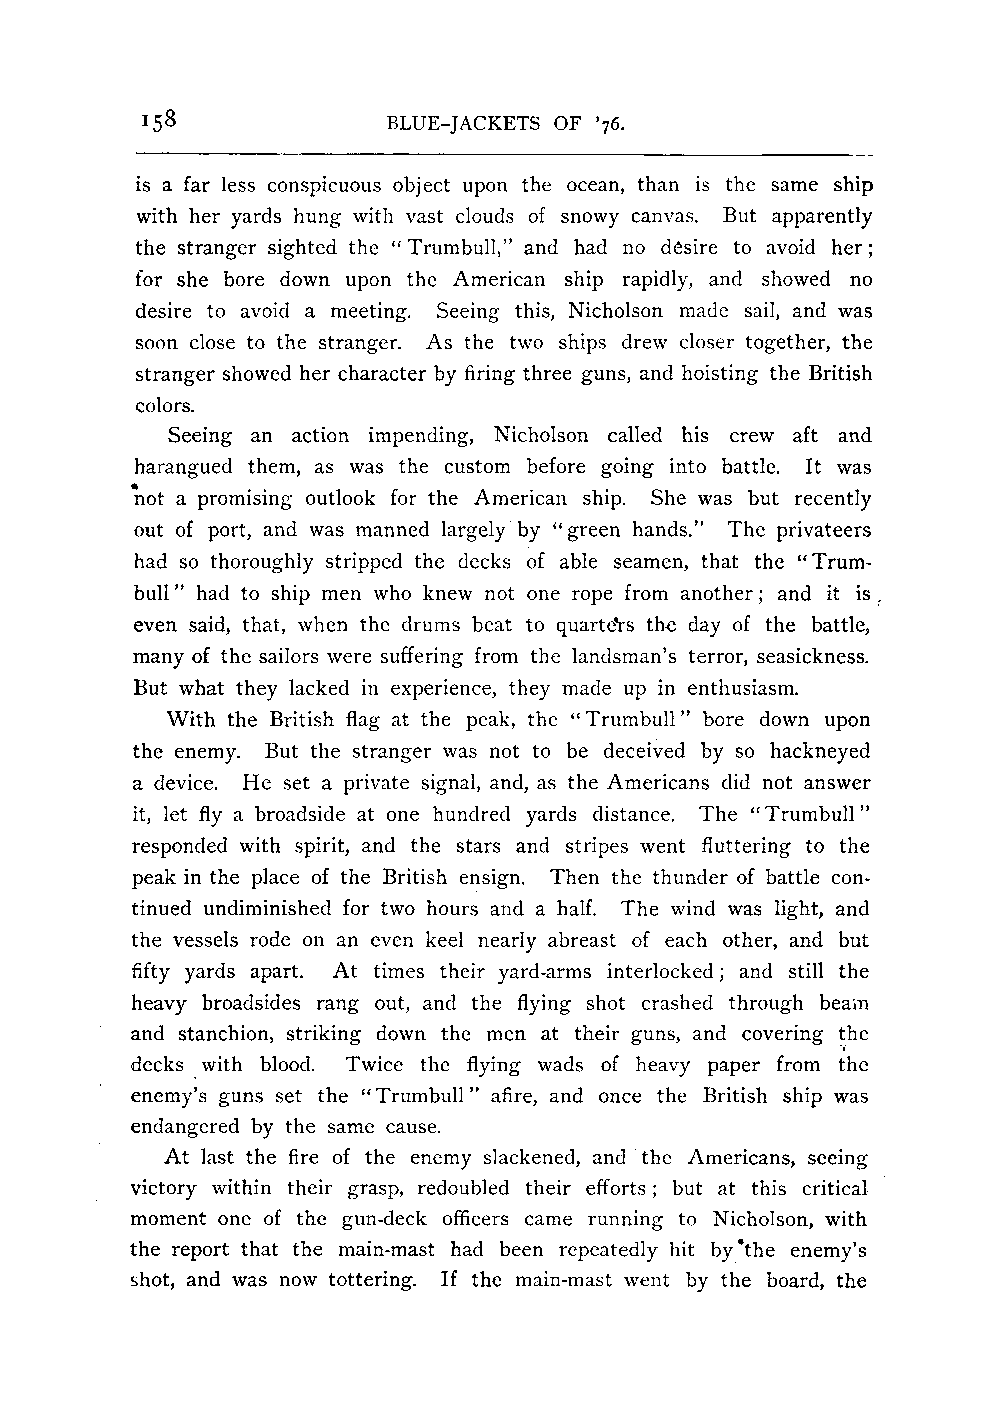 158 BLUE-JACKETS OF '76.
is a far less conspicuous object upon the ocean, than is the same ship
with her yards hung with vast clouds of snowy canvas. But apparently
the stranger sighted the "Trumbull," and had no desire to avoid her;
for she bore down upon the American ship rapidly, and showed no
desire to avoid a meeting. Seeing this, Nicholson made sail, and was
soon close to the stranger. As the two ships drew closer together, the
stranger showed her character by firing three guns, and hoisting the British
colors.
Seeing an action impending, Nicholson called his crew aft and
harangued them, as was the custom before going into battle. It was
not a promising outlook for the American ship. She was but recently
out of port, and was manned largely by "green hands." The privateers
had so thoroughly stripped the decks of able seamen, that the "Trum-
bull" had to ship men who knew not one rope from another; and it is
even said, that, when the drums beat to quarters the day of the battle,
many of the sailors were suffering from the landsman's terror, seasickness.
But what they lacked in experience, they made up in enthusiasm.
With the British flag at the peak, the "Trumbull" bore down upon
the enemy. But the stranger was not to be deceived by so hackneyed
a device. He set a private signal, and, as the Americans did not answer
it, let fly a broadside at one hundred yards distance. The "Trumbull"
responded with spirit, and the stars and stripes went fluttering to the
peak in the place of the British ensign. Then the thunder of battle con-
tinued undiminished for two hours and a half. The wind was light, and
the vessels rode on an even keel nearly abreast of each other, and but
fifty yards apart. At times their yard-arms interlocked; and still the
heavy broadsides rang out, and the flying shot crashed through beam
and stanchion, striking down the men at their guns, and covering the
decks with blood. Twice the flying wads of heavy paper from the
enemy's guns set the "Trumbull" afire, and once the British ship was
endangered by the same cause.
At last the fire of the enemy slackened, and the Americans, seeing
victory within their grasp, redoubled their efforts; but at this critical
moment one of the gun-deck officers came running to Nicholson, with
the report that the main-mast had been repeatedly hit by the enemy's
shot, and was now tottering. If the main-mast went by the board, the